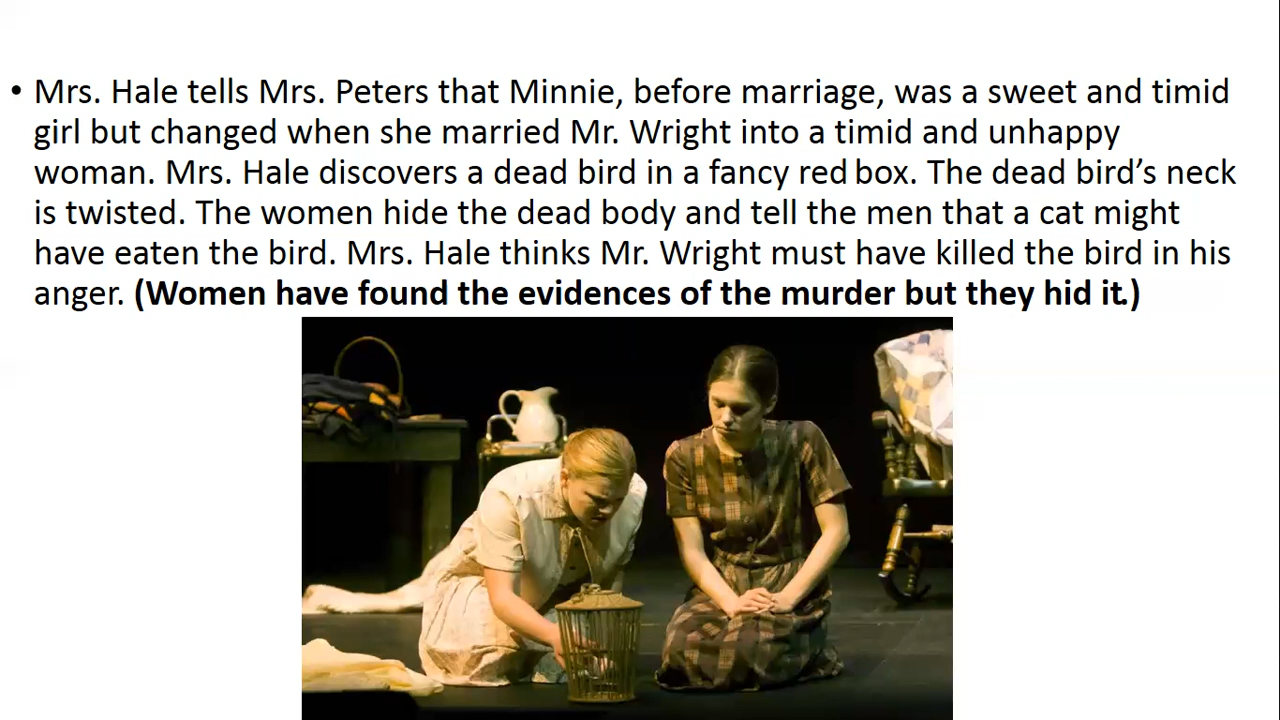 • Mrs. Hale tells Mrs. Peters that Minnie, before marriage, was a sweet and timid
girl but changed when she married Mr. Wright into a timid and unhappy
woman. Mrs. Hale discovers a dead bird in a fancy red box. The dead bird’s neck
is twisted. The women hide the dead body and tell the men that a cat might
have eaten the bird. Mrs. Hale thinks Mr. Wright must have killed the bird in his
anger. (Women have found the evidences of the murder but they hid it.)